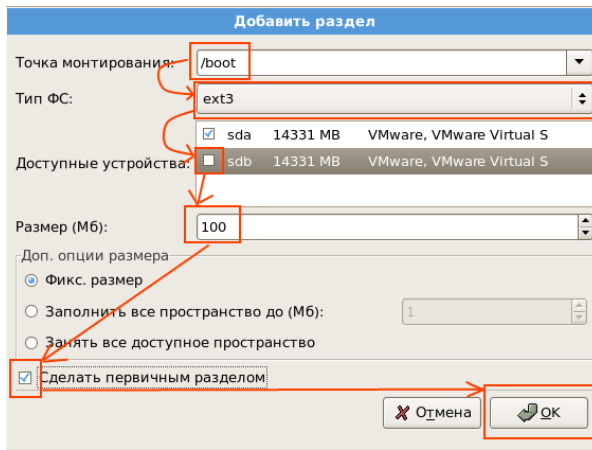 Добавить раздел
Точка монтирования: /boot
Тип ФС: ext3
sda 14331 MB VMware, VMware Virtual S
Доступные устройства: sdb 14331 MB VMware, VMware Virtual S
Размер (Мб): 100
Доп. опции размера
Фикс. размер
Заполнить все пространство до (Мб): 1
Занять все доступное пространство
Сделать первичным разделом
Отмена OK